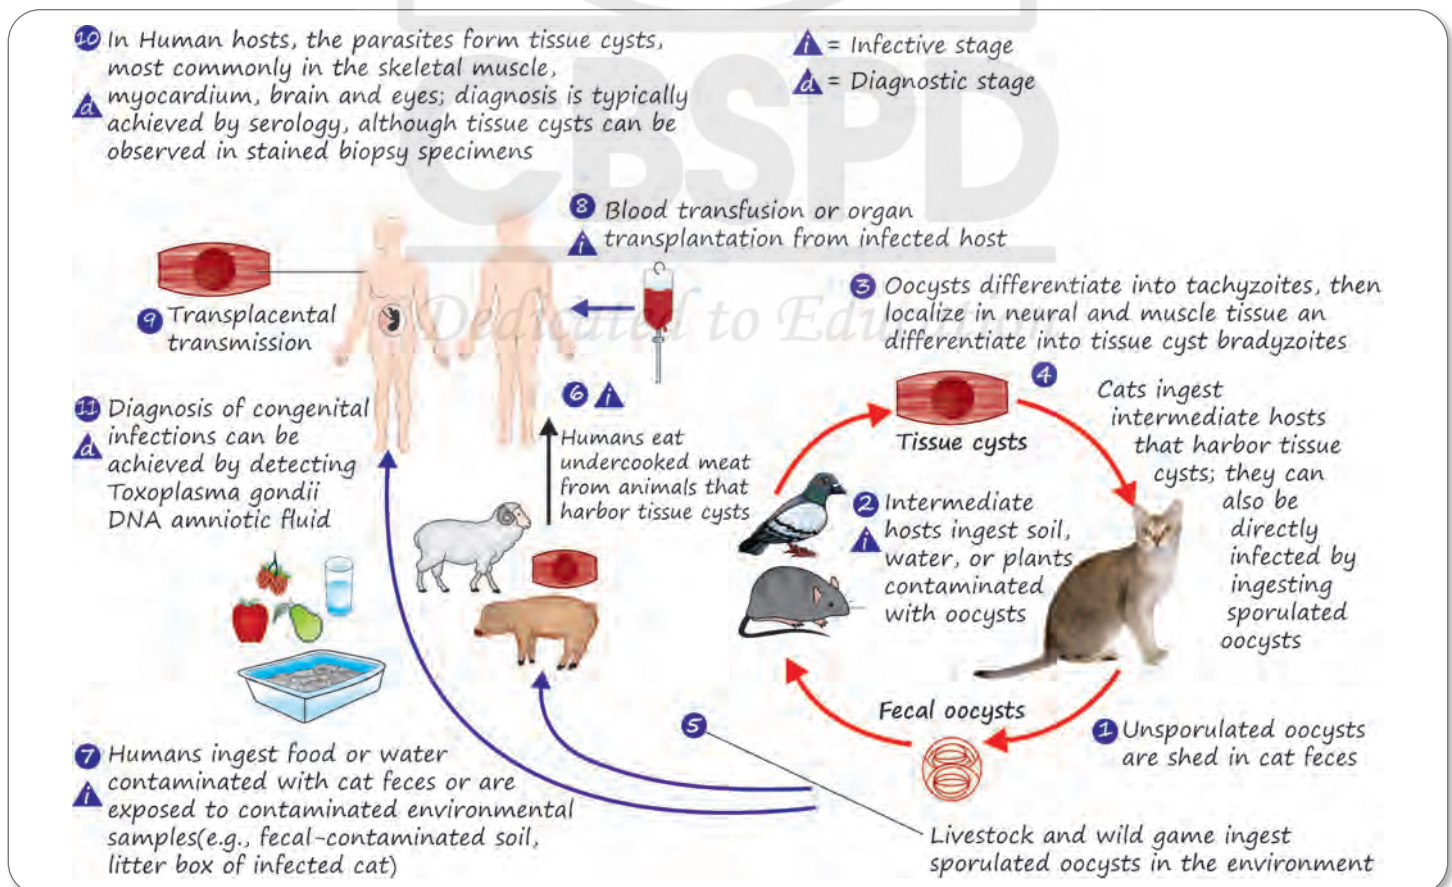 10 In Human hosts, the parasites form tissue cysts,
most commonly in the skeletal muscle,
d myocardium, brain and eyes; diagnosis is typically
achieved by serology, although tissue cysts can be
observed in stained biopsy specimens
i = Infective stage
d = Diagnostic stage
CBSPD
Dedicated to Education
8 Blood transfusion or organ
i transplantation from infected host
9 Transplacental
transmission
3 Oocysts differentiate into tachyzoites, then
localize in neural and muscle tissue an
differentiate into tissue cyst bradyzoites
11 Diagnosis of congenital
d infections can be
achieved by detecting
Toxoplasma gondii
DNA amniotic fluid
6 i
Humans eat
undercooked meat
from animals that
harbor tissue cysts
Tissue cysts
4
Cats ingest
intermediate hosts
that harbor tissue
cysts; they can
also be
directly
infected by
ingesting
sporulated
oocysts
2 Intermediate
i hosts ingest soil,
water, or plants
contaminated
with oocysts
Fecal oocysts
1 Unsporulated oocysts
are shed in cat feces
5
Livestock and wild game ingest
sporulated oocysts in the environment
7 Humans ingest food or water
i contaminated with cat feces or are
exposed to contaminated environmental
samples(e.g., fecal-contaminated soil,
litter box of infected cat)